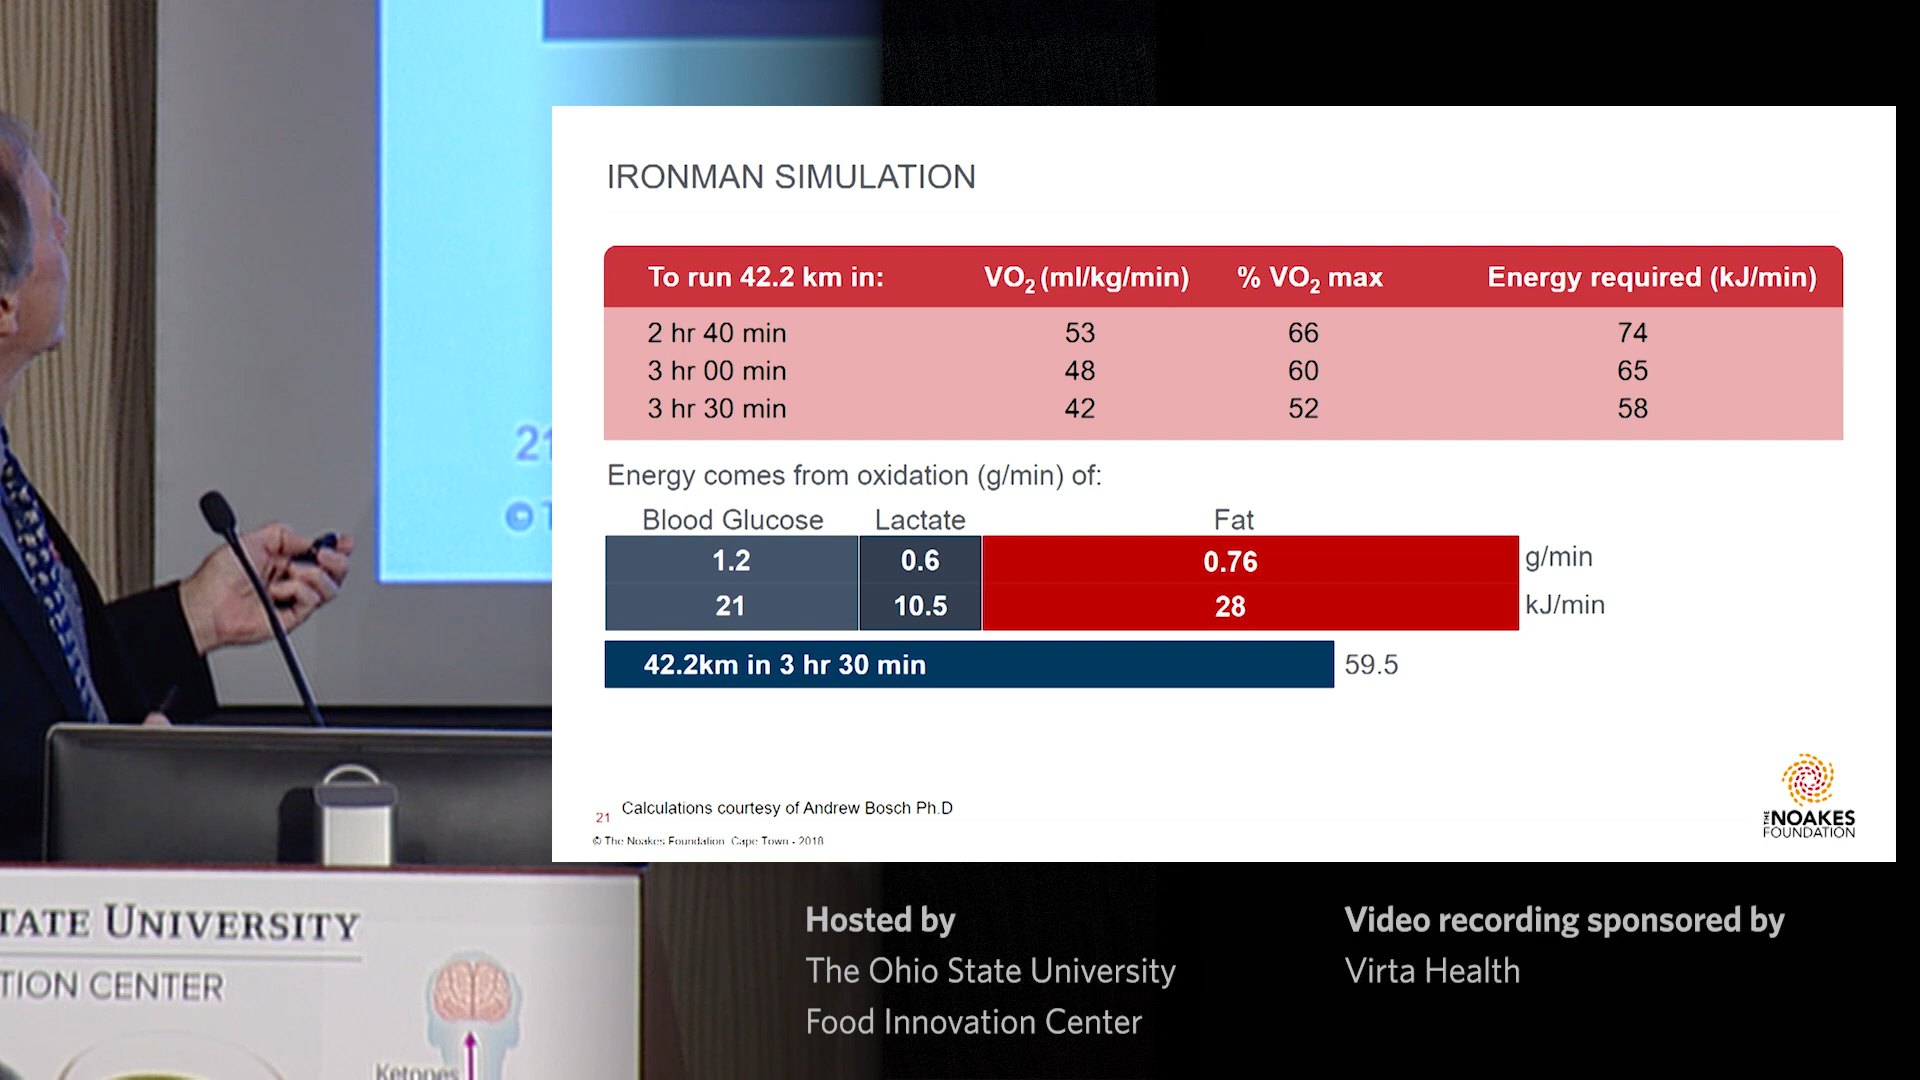 21
©
IRONMAN SIMULATION
To run 42.2 km in: VO2 (ml/kg/min) % VO2 max Energy required (kJ/min)
2 hr 40 min 53 66 74
3 hr 00 min 48 60 65
3 hr 30 min 42 52 58
Energy comes from oxidation (g/min) of:
Blood Glucose Lactate Fat
1.2 0.6 0.76 g/min
21 10.5 28 kJ/min
42.2km in 3 hr 30 min 59.5
21 Calculations courtesy of Andrew Bosch Ph.D
© The Noakes Foundation Cape Town - 2018
THE NOAKES
FOUNDATION
TATE UNIVERSITY
TION CENTER
Ketones
Hosted by
The Ohio State University
Food Innovation Center
Video recording sponsored by
Virta Health